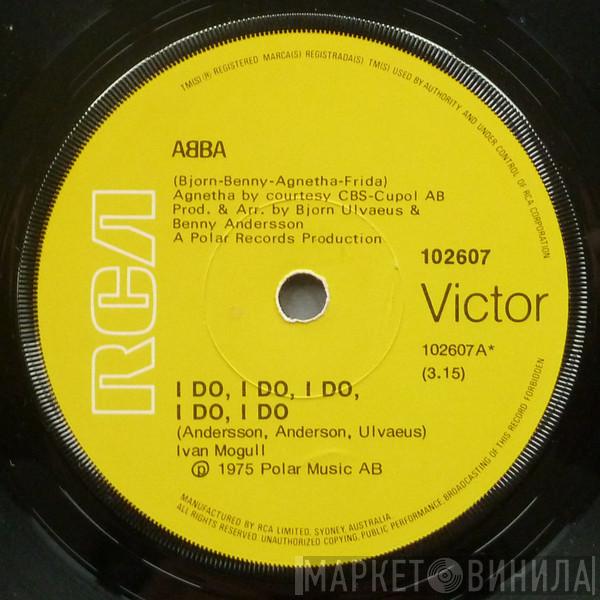 TM(S) ® REGISTERED MARCA(S) REGISTRADA(S) TM(S) USED BY AUTHORITY AND UNDER CONTROL OF RCA CORPORATION
RCA
ABBA
(Bjorn-Benny-Agnetha-Frida)
Agnetha by courtesy CBS-Cupol AB
Prod. & Arr. by Bjorn Ulvaeus &
Benny Andersson
A Polar Records Production
102607
Victor
102607A*
(3.15)
I DO, I DO, I DO,
I DO, I DO
(Andersson, Anderson, Ulvaeus)
Ivan Mogull
℗ 1975 Polar Music AB
MANUFACTURED BY RCA LIMITED, SYDNEY, AUSTRALIA.
ALL RIGHTS RESERVED. UNAUTHORIZED COPYING, PUBLIC PERFORMANCE, BROADCASTING OF THIS RECORD FORBIDDEN
МАРКЕТ ВИНИЛА